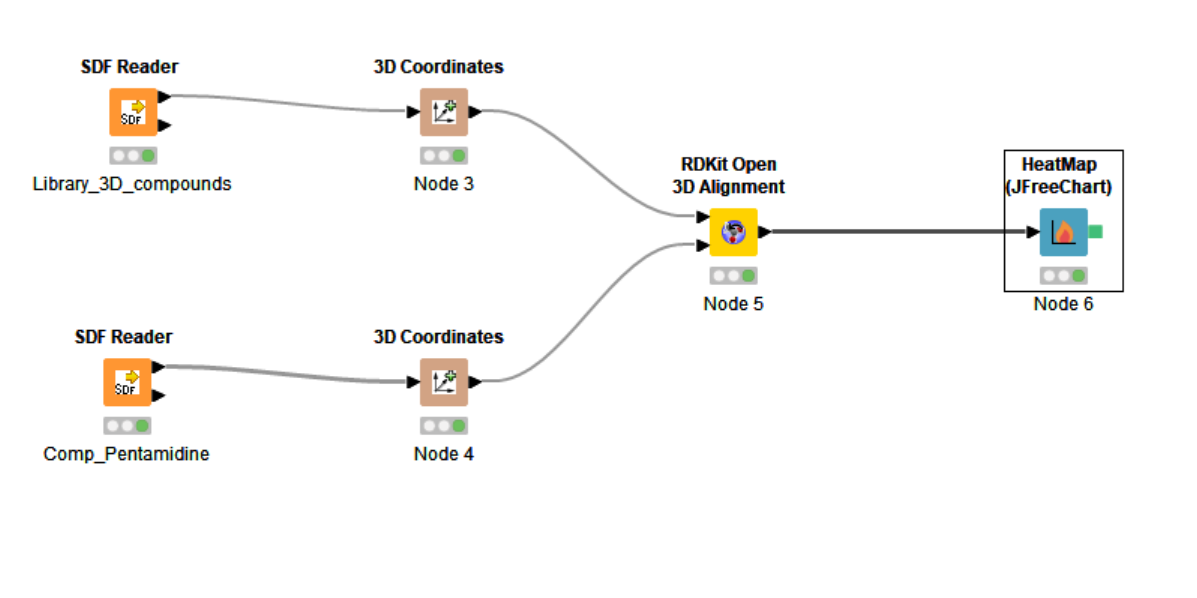 SDF Reader
SDF
Library_3D_compounds
3D Coordinates
Node 3
RDKit Open
3D Alignment
Node 5
HeatMap
(JFreeChart)
Node 6
SDF Reader
SDF
Comp_Pentamidine
3D Coordinates
Node 4